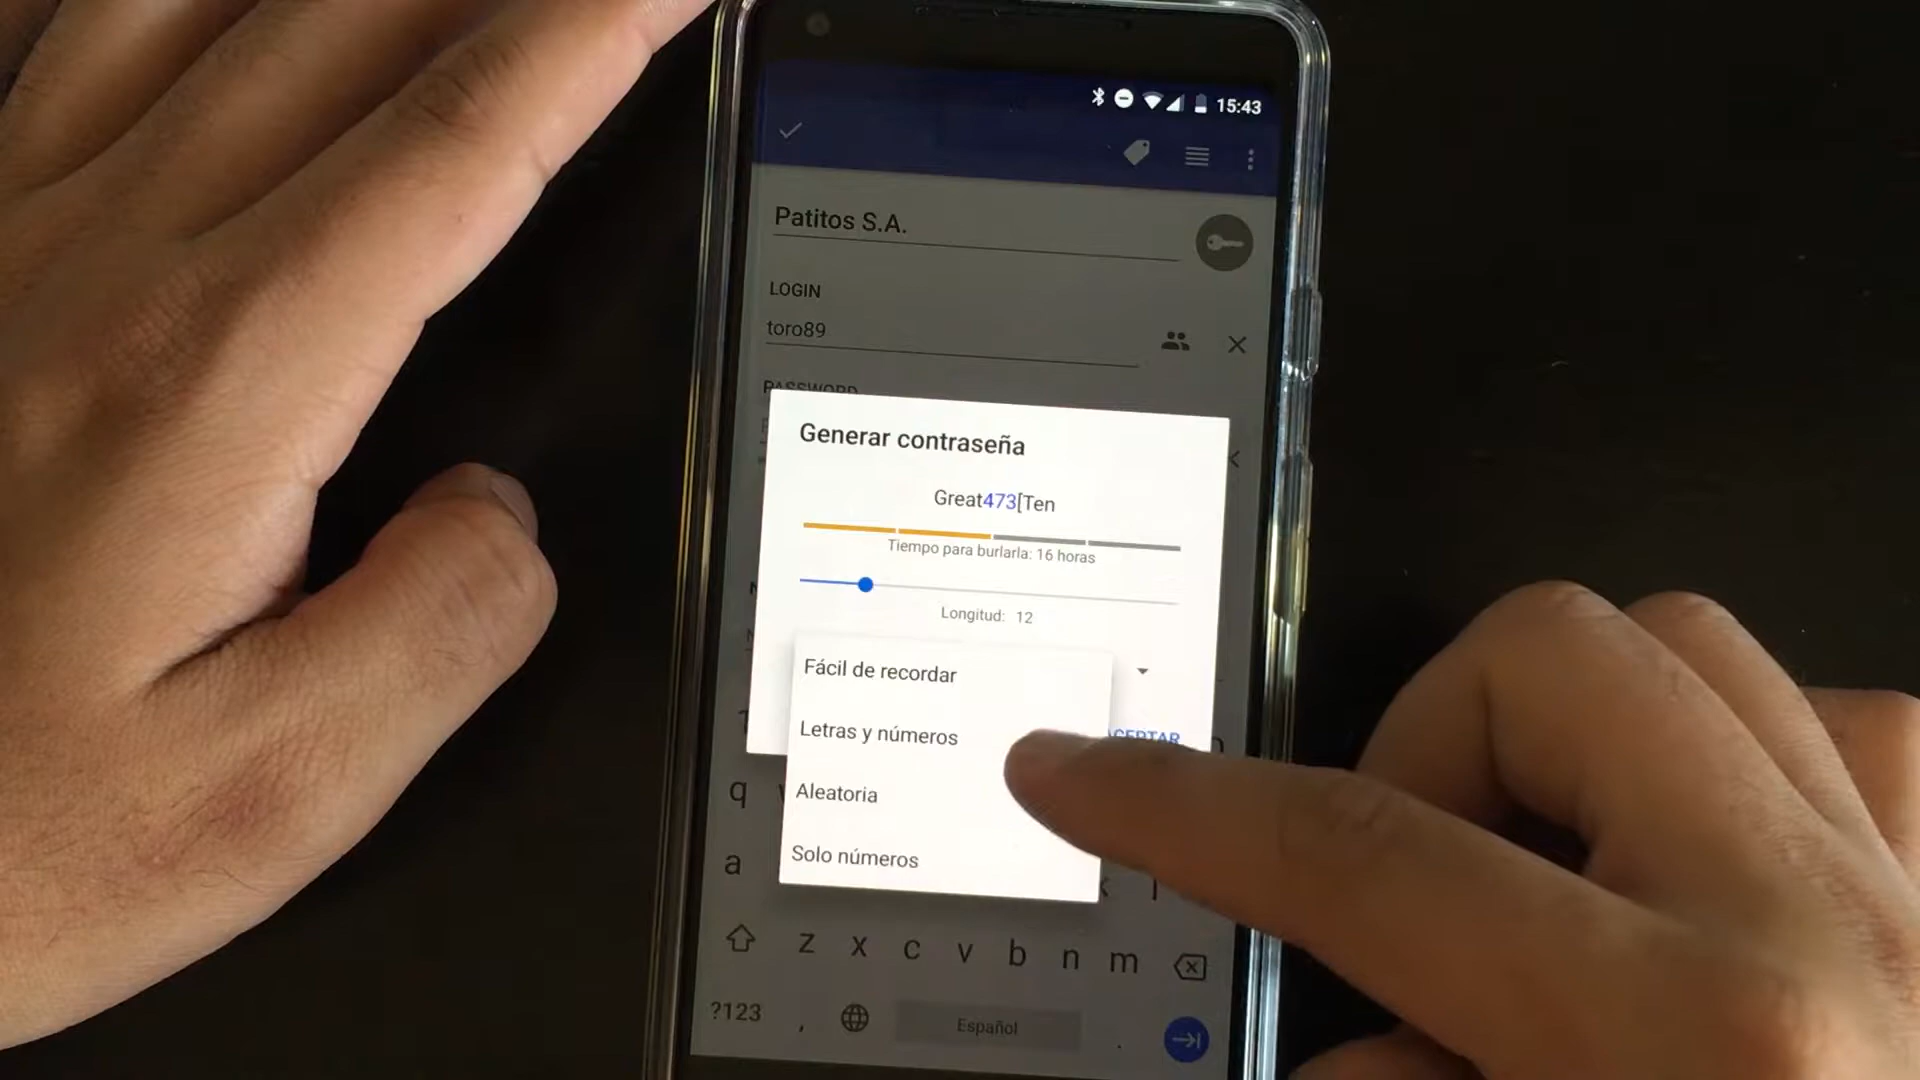 15:43
Patitos S.A.
LOGIN
toro89
PASSWORD
Generar contraseña
Great473[Ten
Tiempo para burlarla: 16 horas
Longitud: 12
Fácil de recordar
Letras y números
ACEPTAR
Aleatoria
Solo números
q
a
z x c v b n m
?123 , Español .